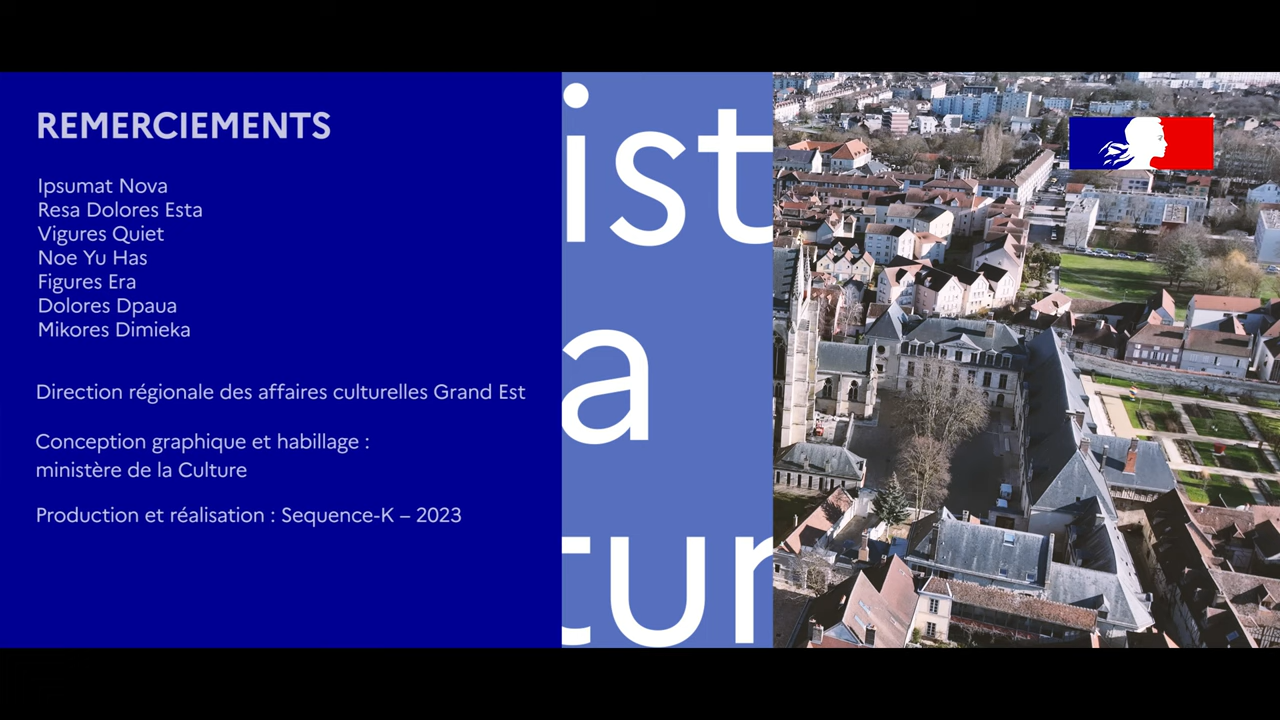 REMERCIEMENTS
Ipsumat Nova
Resa Dolores Esta
Vigures Quiet
Noe Yu Has
Figures Era
Dolores Dpaua
Mikores Dimieka
Direction régionale des affaires culturelles Grand Est
Conception graphique et habillage :
ministère de la Culture
Production et réalisation : Sequence-K – 2023
ist
a
tur